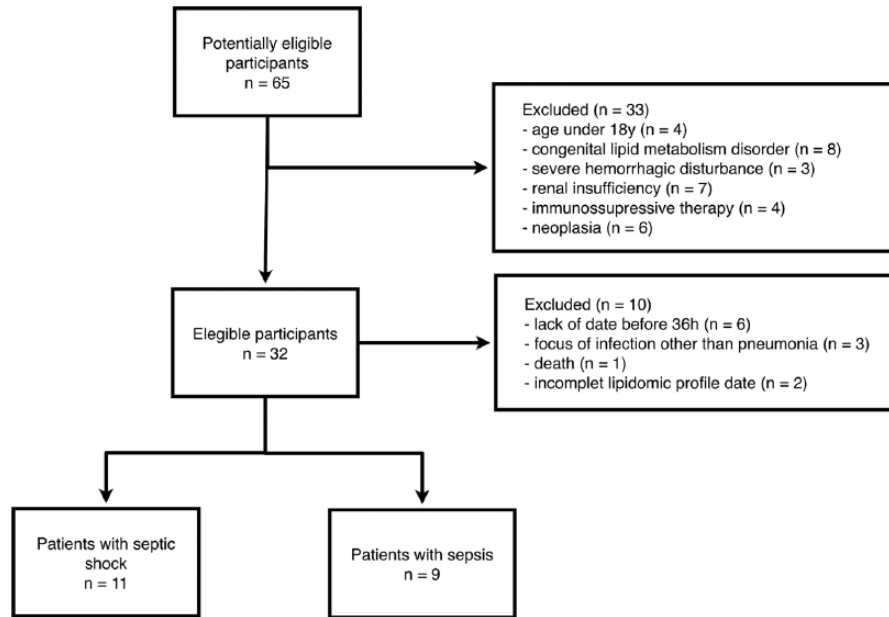 Potentially eligible
participants
n = 65
Excluded (n = 33)
- age under 18y (n = 4)
- congenital lipid metabolism disorder (n = 8)
- severe hemorrhagic disturbance (n = 3)
- renal insufficiency (n = 7)
- immunossupressive therapy (n = 4)
- neoplasia (n = 6)
Elegible participants
n = 32
Excluded (n = 10)
- lack of date before 36h (n = 6)
- focus of infection other than pneumonia (n = 3)
- death (n = 1)
- incomplet lipidomic profile date (n = 2)
Patients with septic
shock
n = 11
Patients with sepsis
n = 9